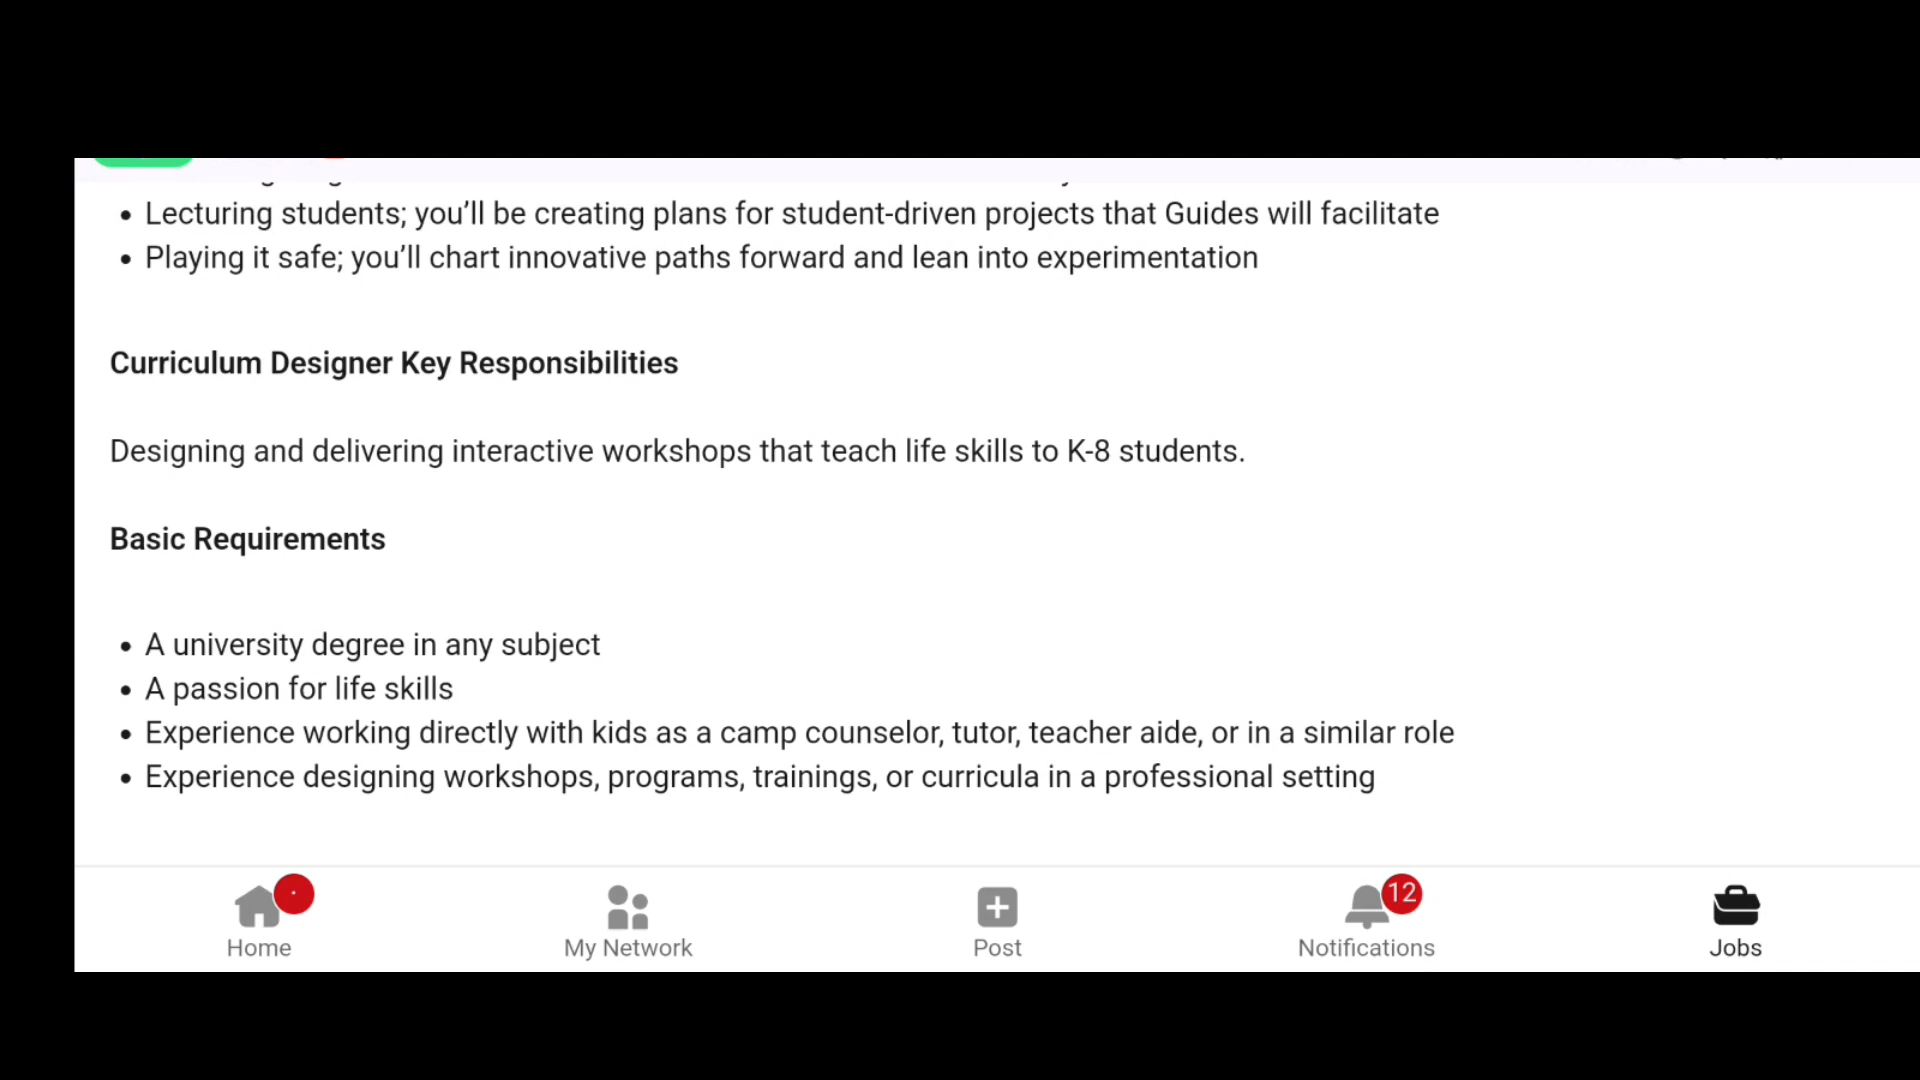 • Lecturing students; you’ll be creating plans for student-driven projects that Guides will facilitate
• Playing it safe; you’ll chart innovative paths forward and lean into experimentation
Curriculum Designer Key Responsibilities
Designing and delivering interactive workshops that teach life skills to K-8 students.
Basic Requirements
• A university degree in any subject
• A passion for life skills
• Experience working directly with kids as a camp counselor, tutor, teacher aide, or in a similar role
• Experience designing workshops, programs, trainings, or curricula in a professional setting
12
Home My Network Post Notifications Jobs